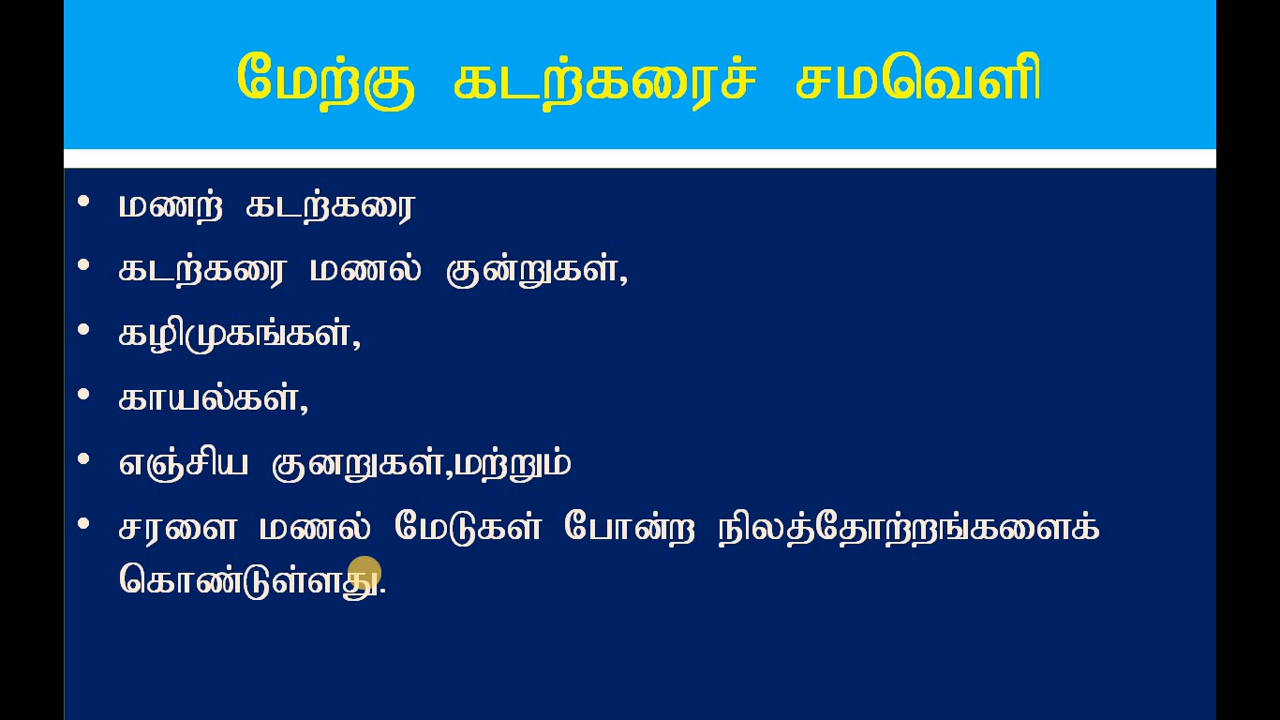 மேற்கு கடற்கரைச் சமவெளி
• மணற் கடற்கரை
• கடற்கரை மணல் குன்றுகள்,
• கழிமுகங்கள்,
• காயல்கள்,
• எஞ்சிய குனறுகள்,மற்றும்
• சரளை மணல் மேடுகள் போன்ற நிலத்தோற்றங்களைக்
கொண்டுள்ளது.